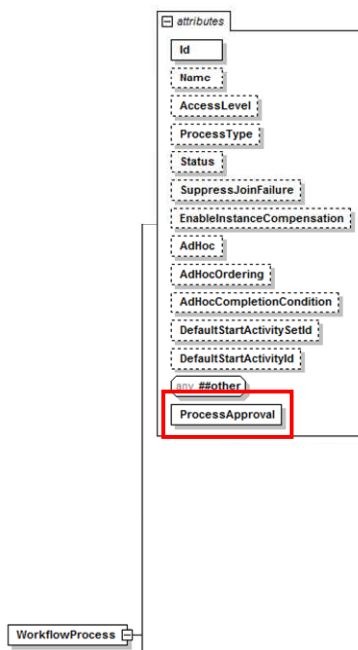 attributes
Id
Name
AccessLevel
ProcessType
Status
SuppressJoinFailure
EnableInstanceCompensation
AdHoc
AdHocOrdering
AdHocCompletionCondition
DefaultStartActivitySetId
DefaultStartActivityId
any ##other
ProcessApproval
WorkflowProcess